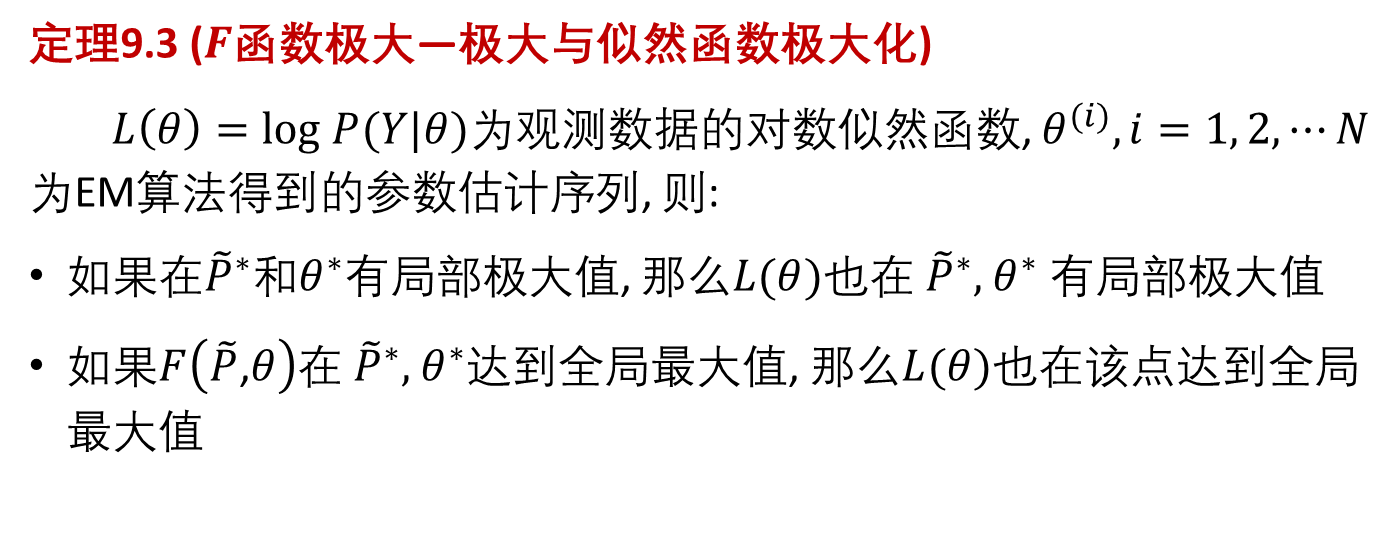 定理9.3 (F函数极大—极大与似然函数极大化)
L(θ) = log P(Y|θ)为观测数据的对数似然函数, θ⁽ⁱ⁾, i = 1, 2, ⋯ N
为EM算法得到的参数估计序列, 则:
• 如果在P̃*和θ*有局部极大值, 那么L(θ)也在 P̃*, θ* 有局部极大值
• 如果F(P̃,θ)在 P̃*, θ*达到全局最大值, 那么L(θ)也在该点达到全局
最大值